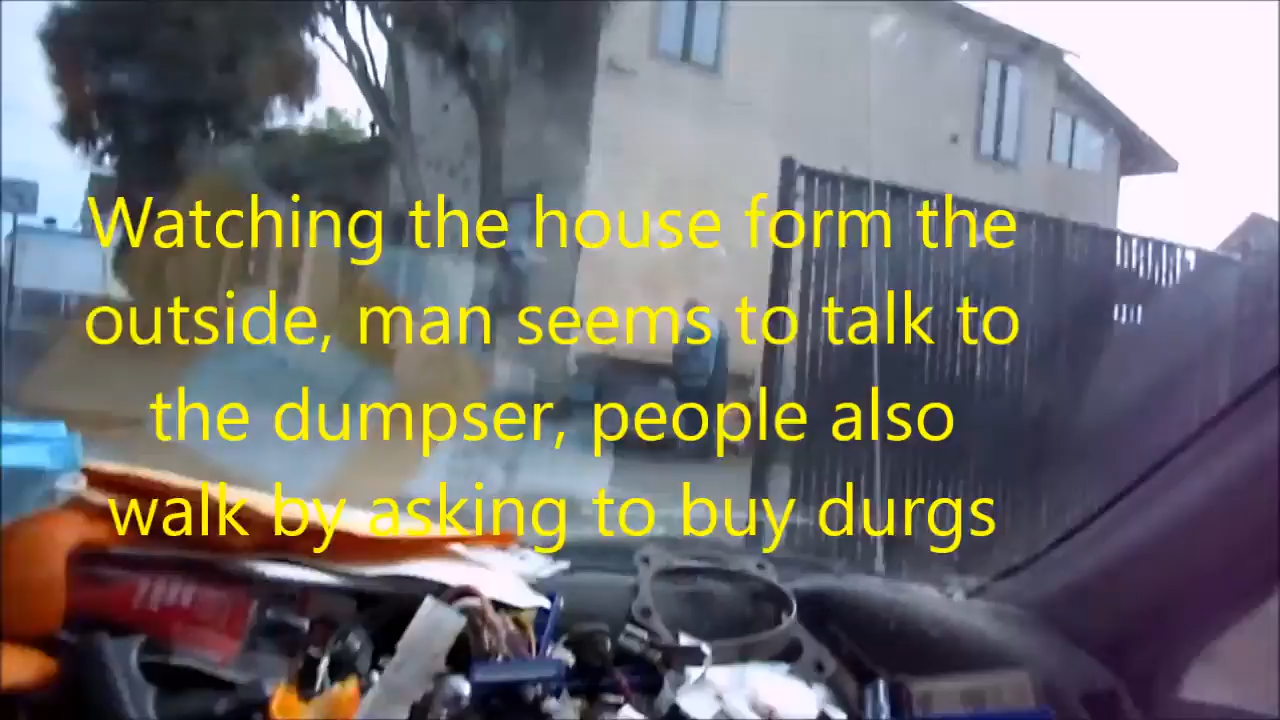 Watching the house form the
outside, man seems to talk to
the dumpser, people also
walk by asking to buy durgs